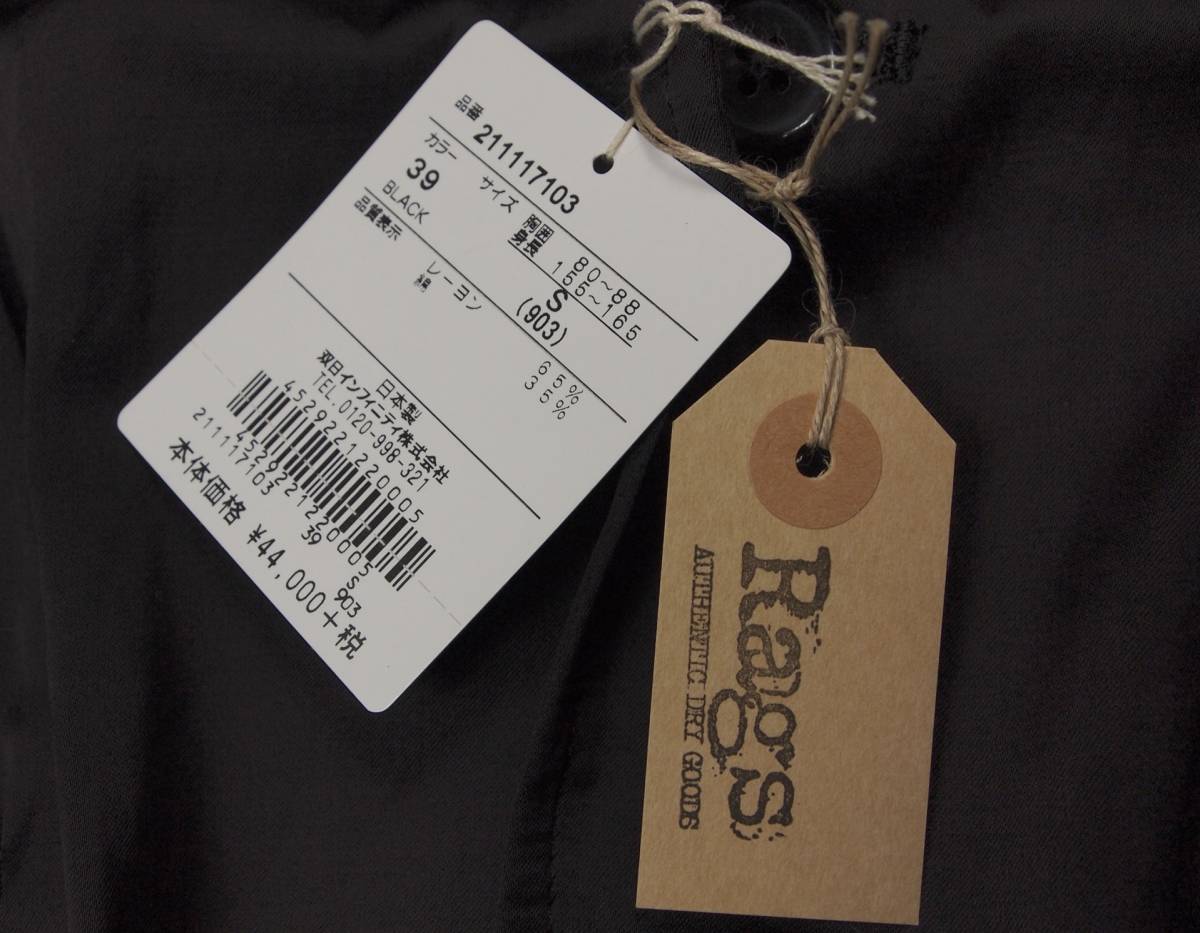 品番 211117103
カラー サイズ 胸囲 80~88
39 身長 155~165
BLACK S
(903)
品質表示
レーヨン 65%
綿 35%
日本製
双日インフィニティ株式会社
TEL.0120-998-321
4529221220005
4529221220005
211117103 39 S 903
本体価格 ¥44,000+税
Rags
AUTHENTIC DRY GOODS